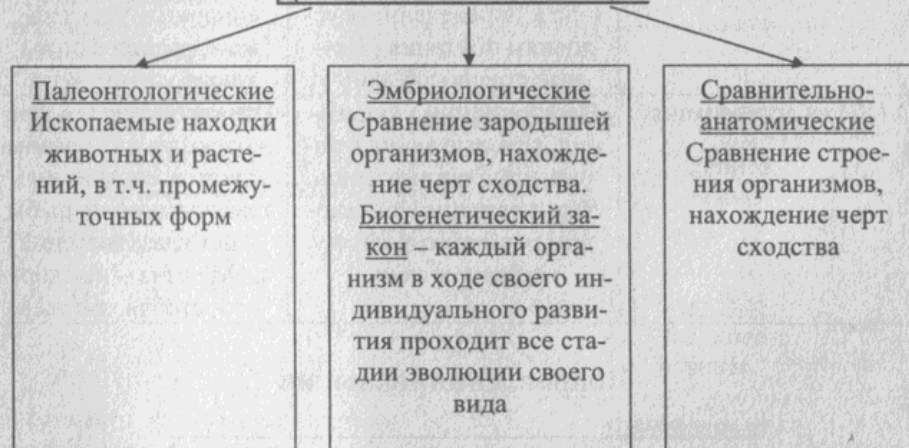 Палеонтологические
Ископаемые находки
животных и расте-
ний, в т.ч. промежу-
точных форм
Эмбриологические
Сравнение зародышей
организмов, нахожде-
ние черт сходства.
Биогенетический за-
кон – каждый орга-
низм в ходе своего ин-
дивидуального разви-
тия проходит все ста-
дии эволюции своего
вида
Сравнительно-
анатомические
Сравнение строе-
ния организмов,
нахождение черт
сходства